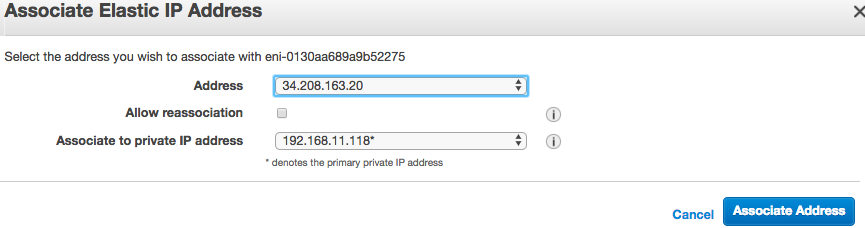 Associate Elastic IP Address
Select the address you wish to associate with eni-0130aa689a9b52275
Address 34.208.163.20
Allow reassociation
Associate to private IP address 192.168.11.118*
* denotes the primary private IP address
Cancel Associate Address